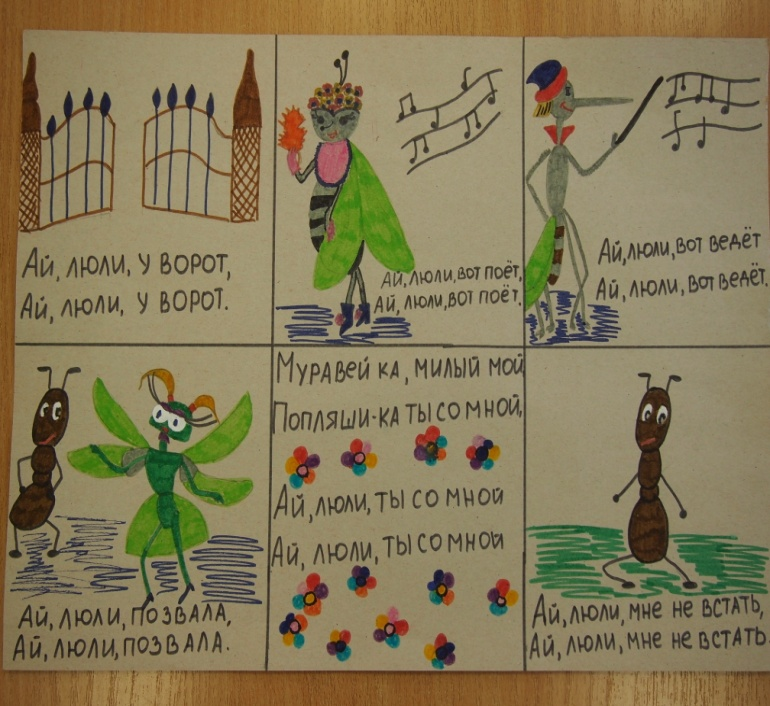 Ай, люли, у ворот,
Ай, люли, у ворот.
Ай, люли, вот поёт,
Ай, люли, вот поёт.
Ай, люли, вот ведёт
Ай, люли, вот ведёт.
Ай, люли, позвала,
Ай, люли, позвала.
Муравей ка, милый мой
Попляши-ка ты со мной,
Ай, люли, ты со мной
Ай, люли, ты со мной
Ай, люли, мне не встать,
Ай, люли, мне не встать.